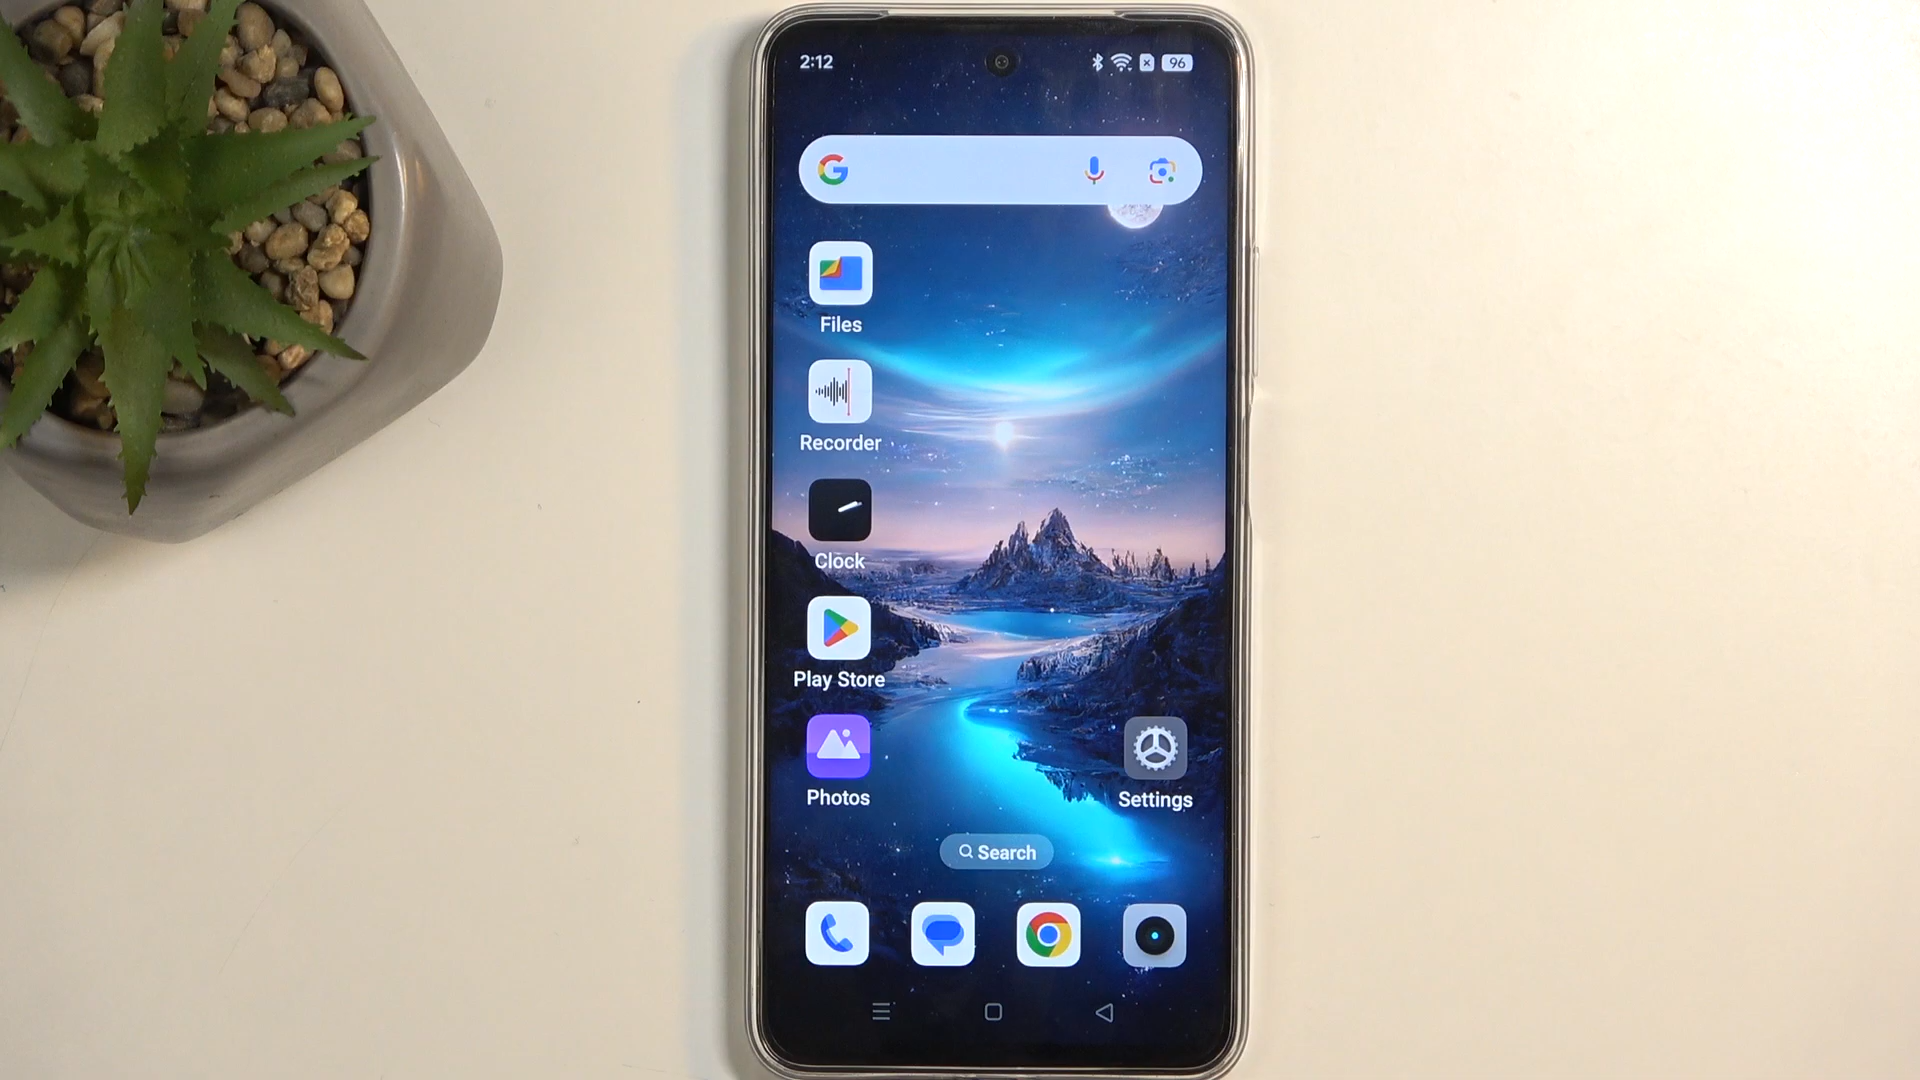 2:12
96
Files
Recorder
Clock
Play Store
Photos
Settings
Search